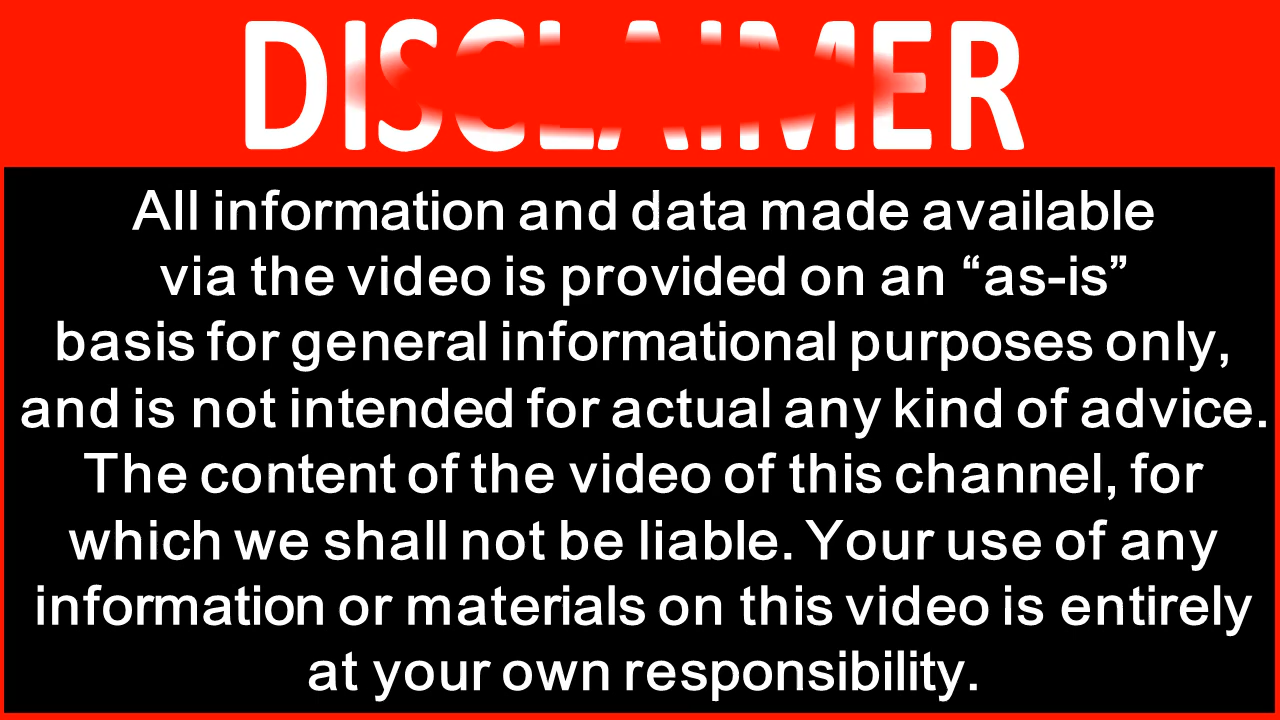 DISCLAIMER
All information and data made available
via the video is provided on an “as-is”
basis for general informational purposes only,
and is not intended for actual any kind of advice.
The content of the video of this channel, for
which we shall not be liable. Your use of any
information or materials on this video is entirely
at your own responsibility.